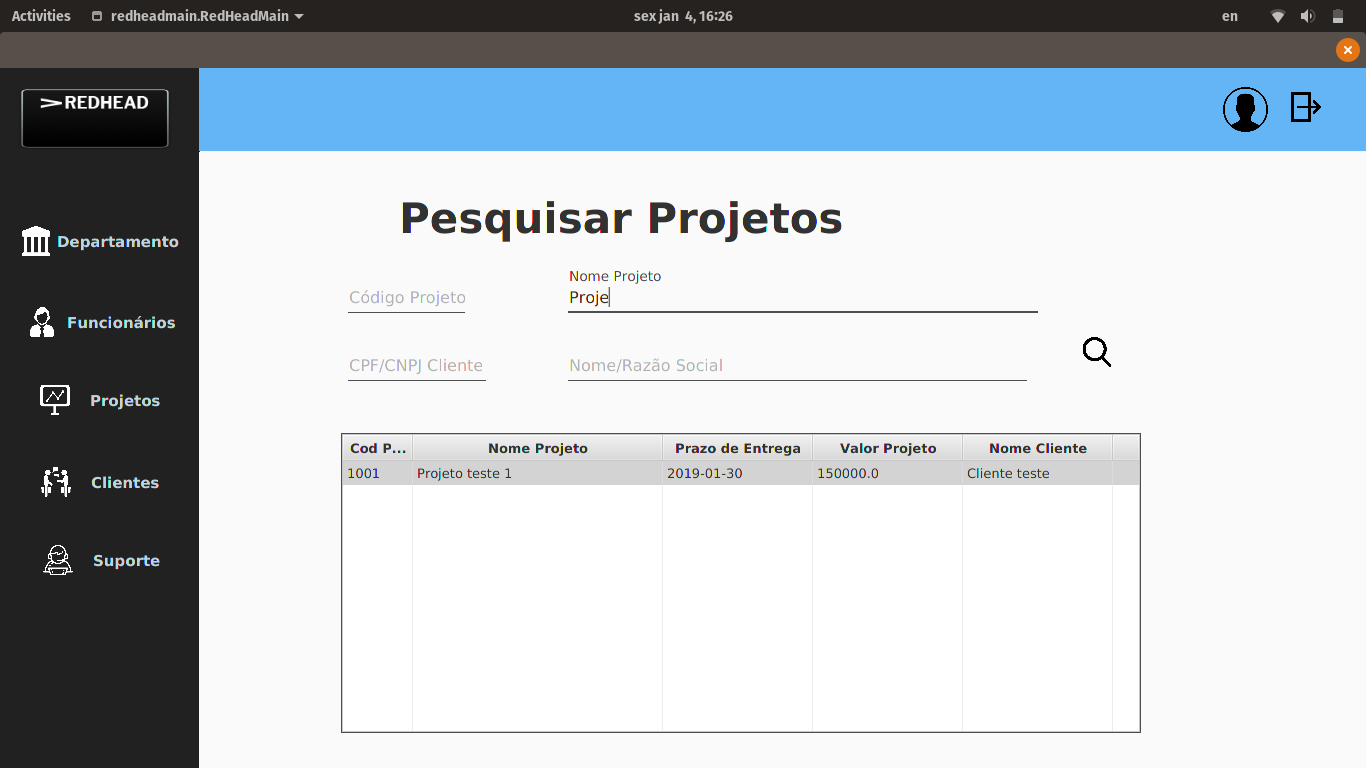 Activities redheadmain.RedHeadMain sex jan 4, 16:26 en
REDHEAD
Departamento
Funcionários
Projetos
Clientes
Suporte
Pesquisar Projetos
Nome Projeto
Código Projeto Proje
CPF/CNPJ Cliente Nome/Razão Social
Cod P... Nome Projeto Prazo de Entrega Valor Projeto Nome Cliente
1001 Projeto teste 1 2019-01-30 150000.0 Cliente teste